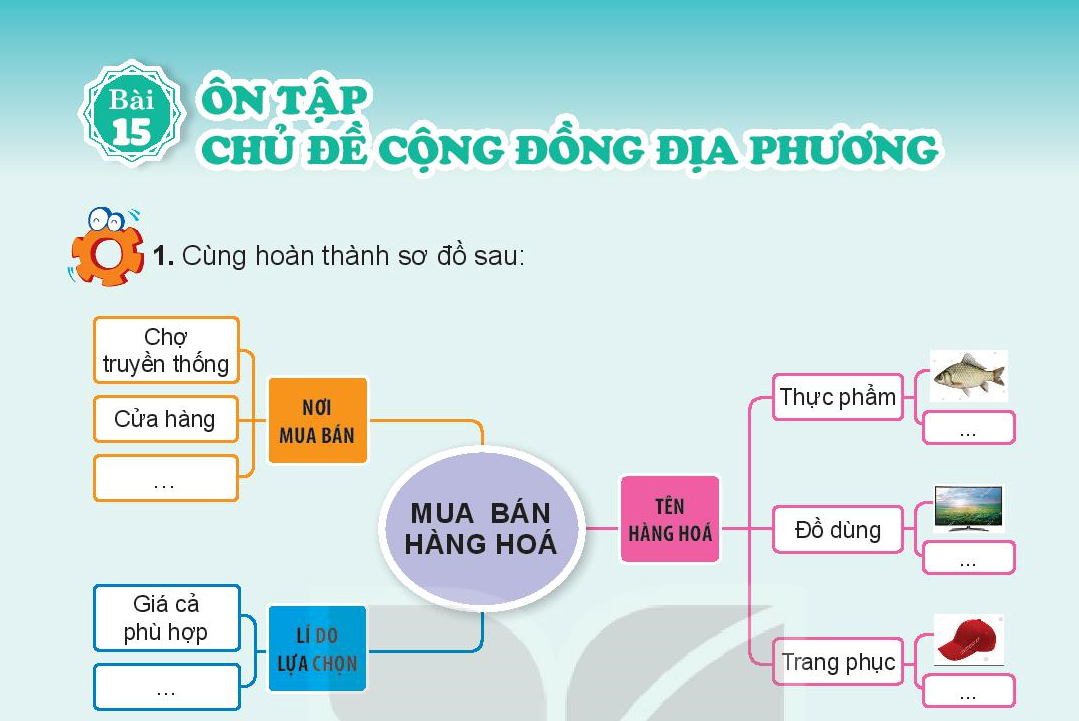 Bài
15
ÔN TẬP
CHỦ ĐỀ CỘNG ĐỒNG ĐỊA PHƯƠNG
1. Cùng hoàn thành sơ đồ sau:
Chợ
truyền thống
Cửa hàng
...
NƠI
MUA BÁN
Giá cả
phù hợp
...
LÍ DO
LỰA CHỌN
MUA BÁN
HÀNG HOÁ
TÊN
HÀNG HOÁ
Thực phẩm
...
Đồ dùng
...
Trang phục
...